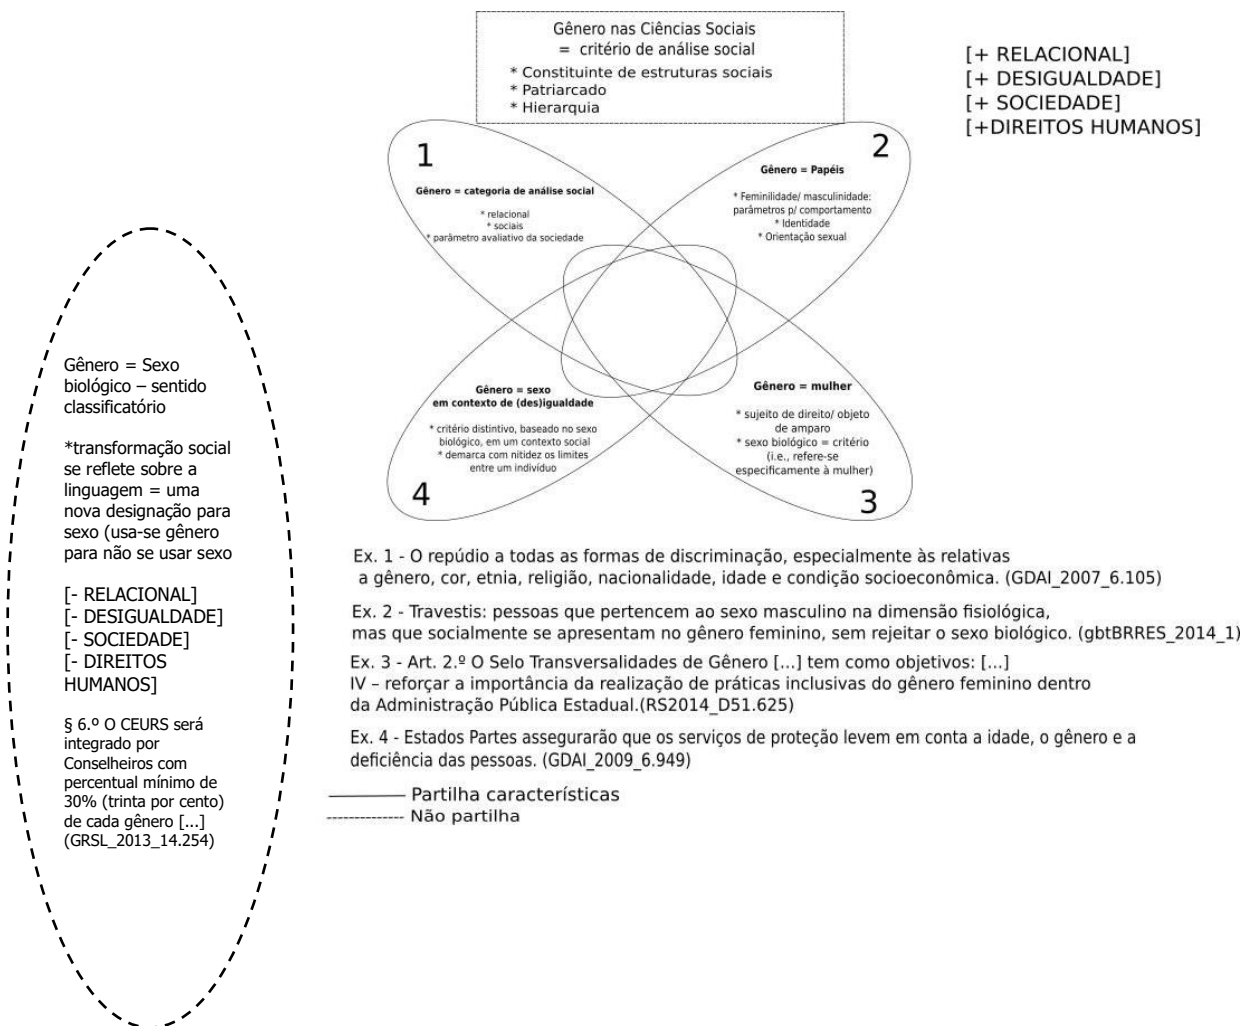 Gênero nas Ciências Sociais
= critério de análise social
* Constituinte de estruturas sociais
* Patriarcado
* Hierarquia
[+ RELACIONAL]
[+ DESIGUALDADE]
[+ SOCIEDADE]
[+DIREITOS HUMANOS]
1
Gênero = categoria de análise social
* relacional
* sociais
* parâmetro avaliativo da sociedade
2
Gênero = Papéis
* Feminilidade/ masculinidade:
parâmetros p/ comportamento
* Identidade
* Orientação sexual
Gênero = sexo
em contexto de (des)igualdade
* critério distintivo, baseado no sexo
biológico, em um contexto social
* demarca com nitidez os limites
entre um indivíduo
4
Gênero = mulher
* sujeito de direito/ objeto
de amparo
* sexo biológico = critério
(i.e., refere-se
especificamente à mulher)
3
Gênero = Sexo
biológico – sentido
classificatório
*transformação social
se reflete sobre a
linguagem = uma
nova designação para
sexo (usa-se gênero
para não se usar sexo
[- RELACIONAL]
[- DESIGUALDADE]
[- SOCIEDADE]
[- DIREITOS
HUMANOS]
§ 6.º O CEURS será
integrado por
Conselheiros com
percentual mínimo de
30% (trinta por cento)
de cada gênero [...]
(GRSL_2013_14.254)
Ex. 1 - O repúdio a todas as formas de discriminação, especialmente às relativas
a gênero, cor, etnia, religião, nacionalidade, idade e condição socioeconômica. (GDAI_2007_6.105)
Ex. 2 - Travestis: pessoas que pertencem ao sexo masculino na dimensão fisiológica,
mas que socialmente se apresentam no gênero feminino, sem rejeitar o sexo biológico. (gbtBRRES_2014_1)
Ex. 3 - Art. 2.º O Selo Transversalidades de Gênero [...] tem como objetivos: [...]
IV – reforçar a importância da realização de práticas inclusivas do gênero feminino dentro
da Administração Pública Estadual.(RS2014_D51.625)
Ex. 4 - Estados Partes assegurarão que os serviços de proteção levem em conta a idade, o gênero e a
deficiência das pessoas. (GDAI_2009_6.949)
Partilha características
Não partilha